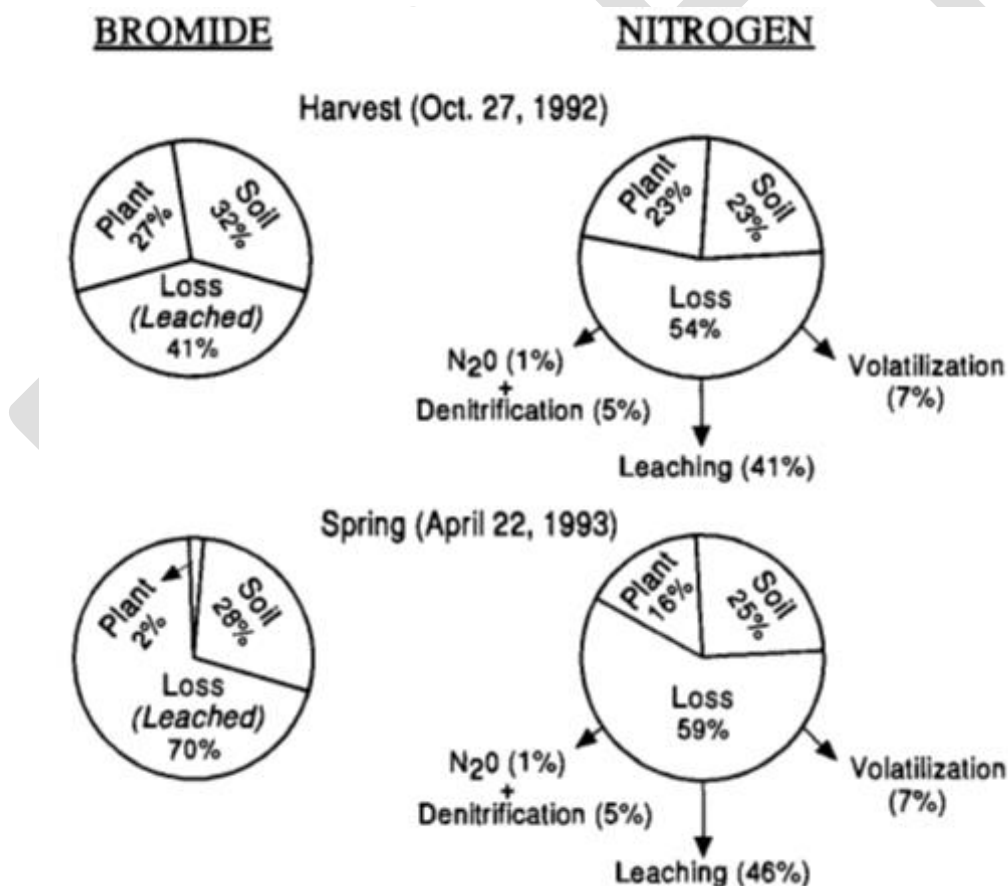 BROMIDE
NITROGEN
Harvest (Oct. 27, 1992)
Plant
27%
Soil
32%
Loss
(Leached)
41%
Plant
23%
Soil
23%
Loss
54%
N20 (1%)
+
Denitrification (5%)
Volatilization
(7%)
Leaching (41%)
Spring (April 22, 1993)
Plant
2%
Soil
28%
Loss
(Leached)
70%
Plant
16%
Soil
25%
Loss
59%
N20 (1%)
+
Denitrification (5%)
Volatilization
(7%)
Leaching (46%)